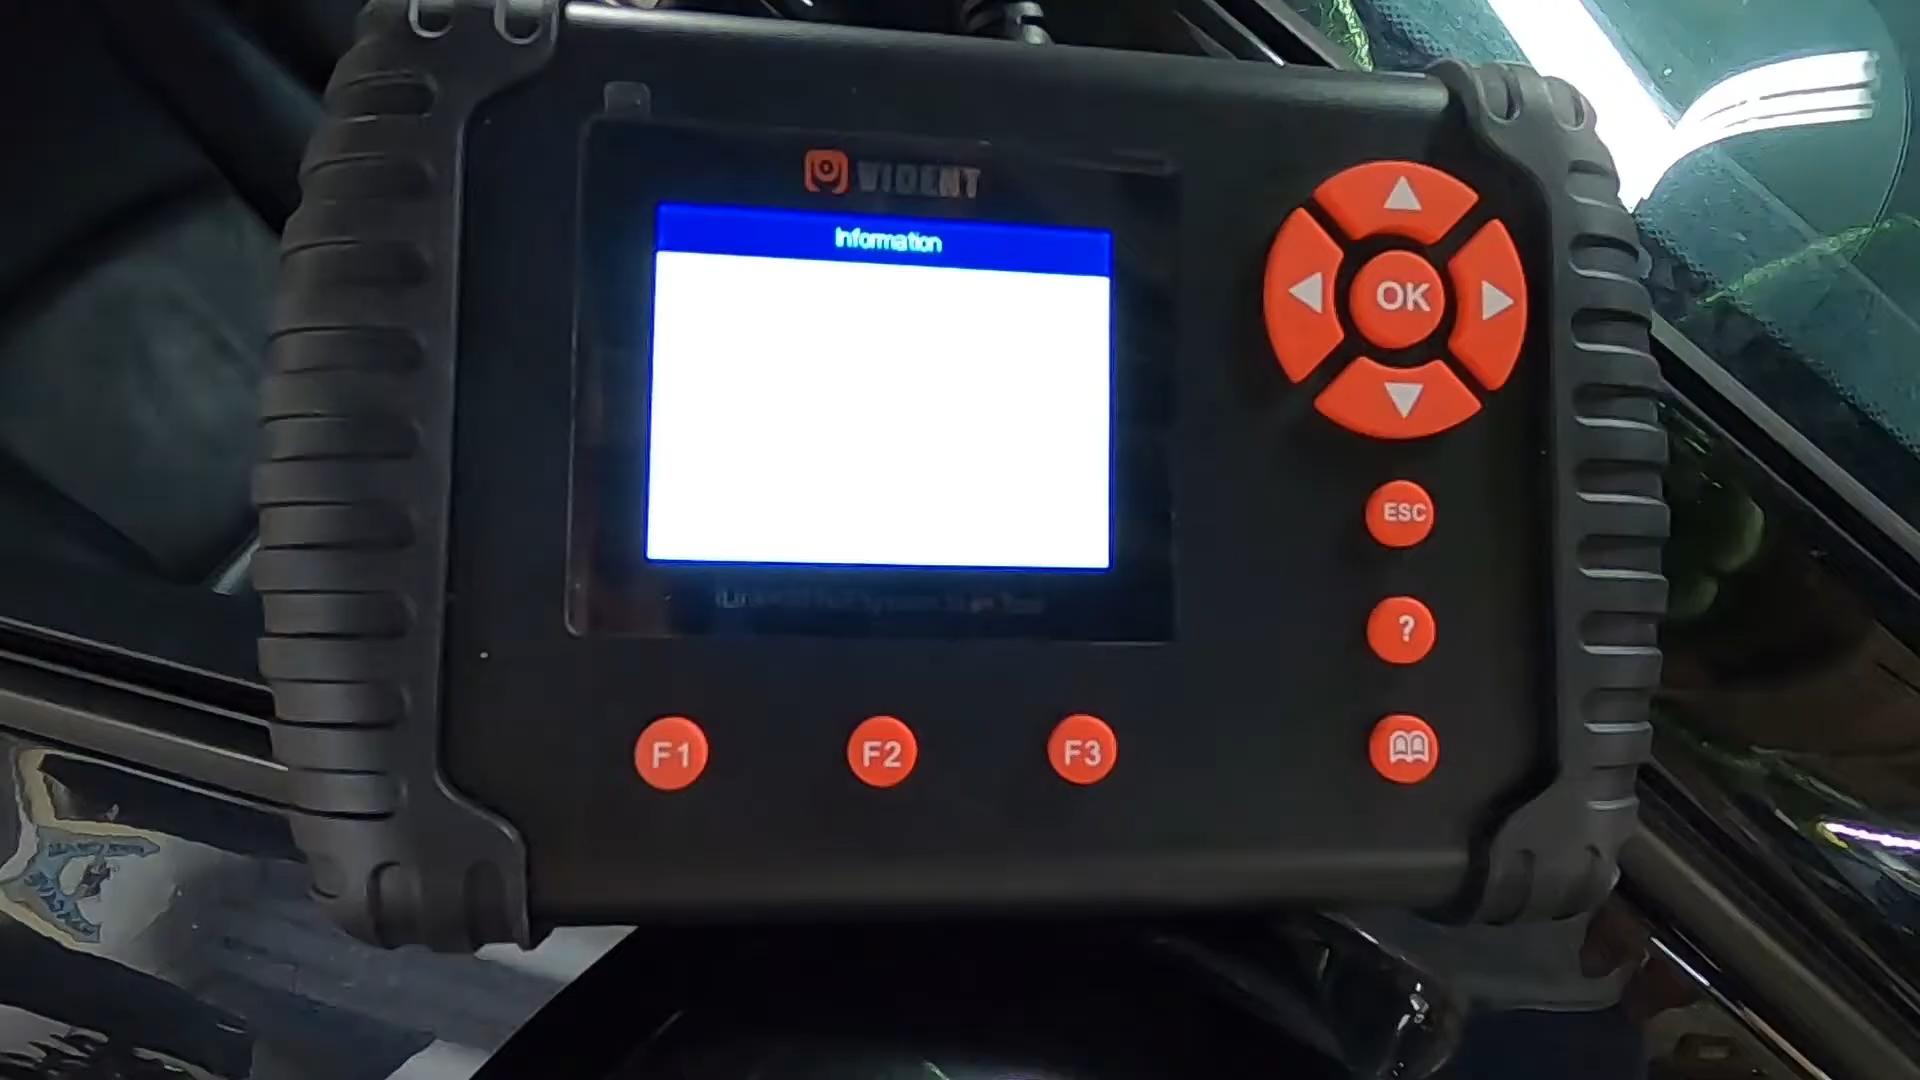 VIDENT
Information
OK
ESC
?
F1 F2 F3